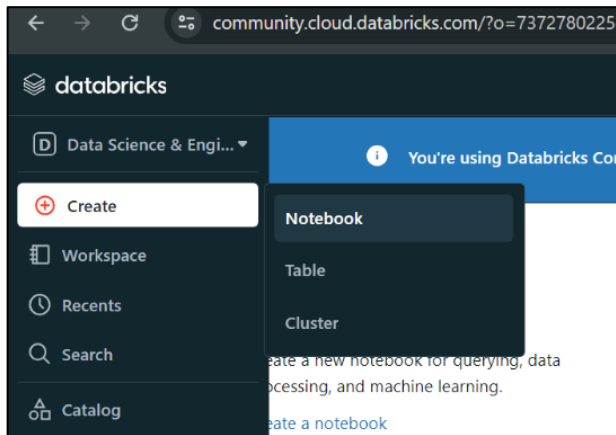 community.cloud.databricks.com/?o=7372780225
databricks
D Data Science & Engi...
You're using Databricks Co
Create
Notebook
Workspace
Table
Recents
Cluster
Search
eate a new notebook for querying, data
cessing, and machine learning.
Catalog
eate a notebook